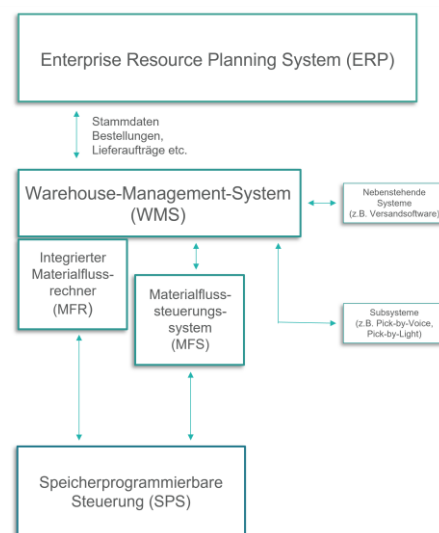 Enterprise Resource Planning System (ERP)
Stammdaten
Bestellungen,
Lieferaufträge etc.
Warehouse-Management-System
(WMS)
Nebenstehende
Systeme
(z.B. Versandsoftware)
Integrierter
Materialfluss-
rechner
(MFR)
Materialfluss-
steuerungs-
system
(MFS)
Subsysteme
(z.B. Pick-by-Voice,
Pick-by-Light)
Speicherprogrammierbare
Steuerung (SPS)